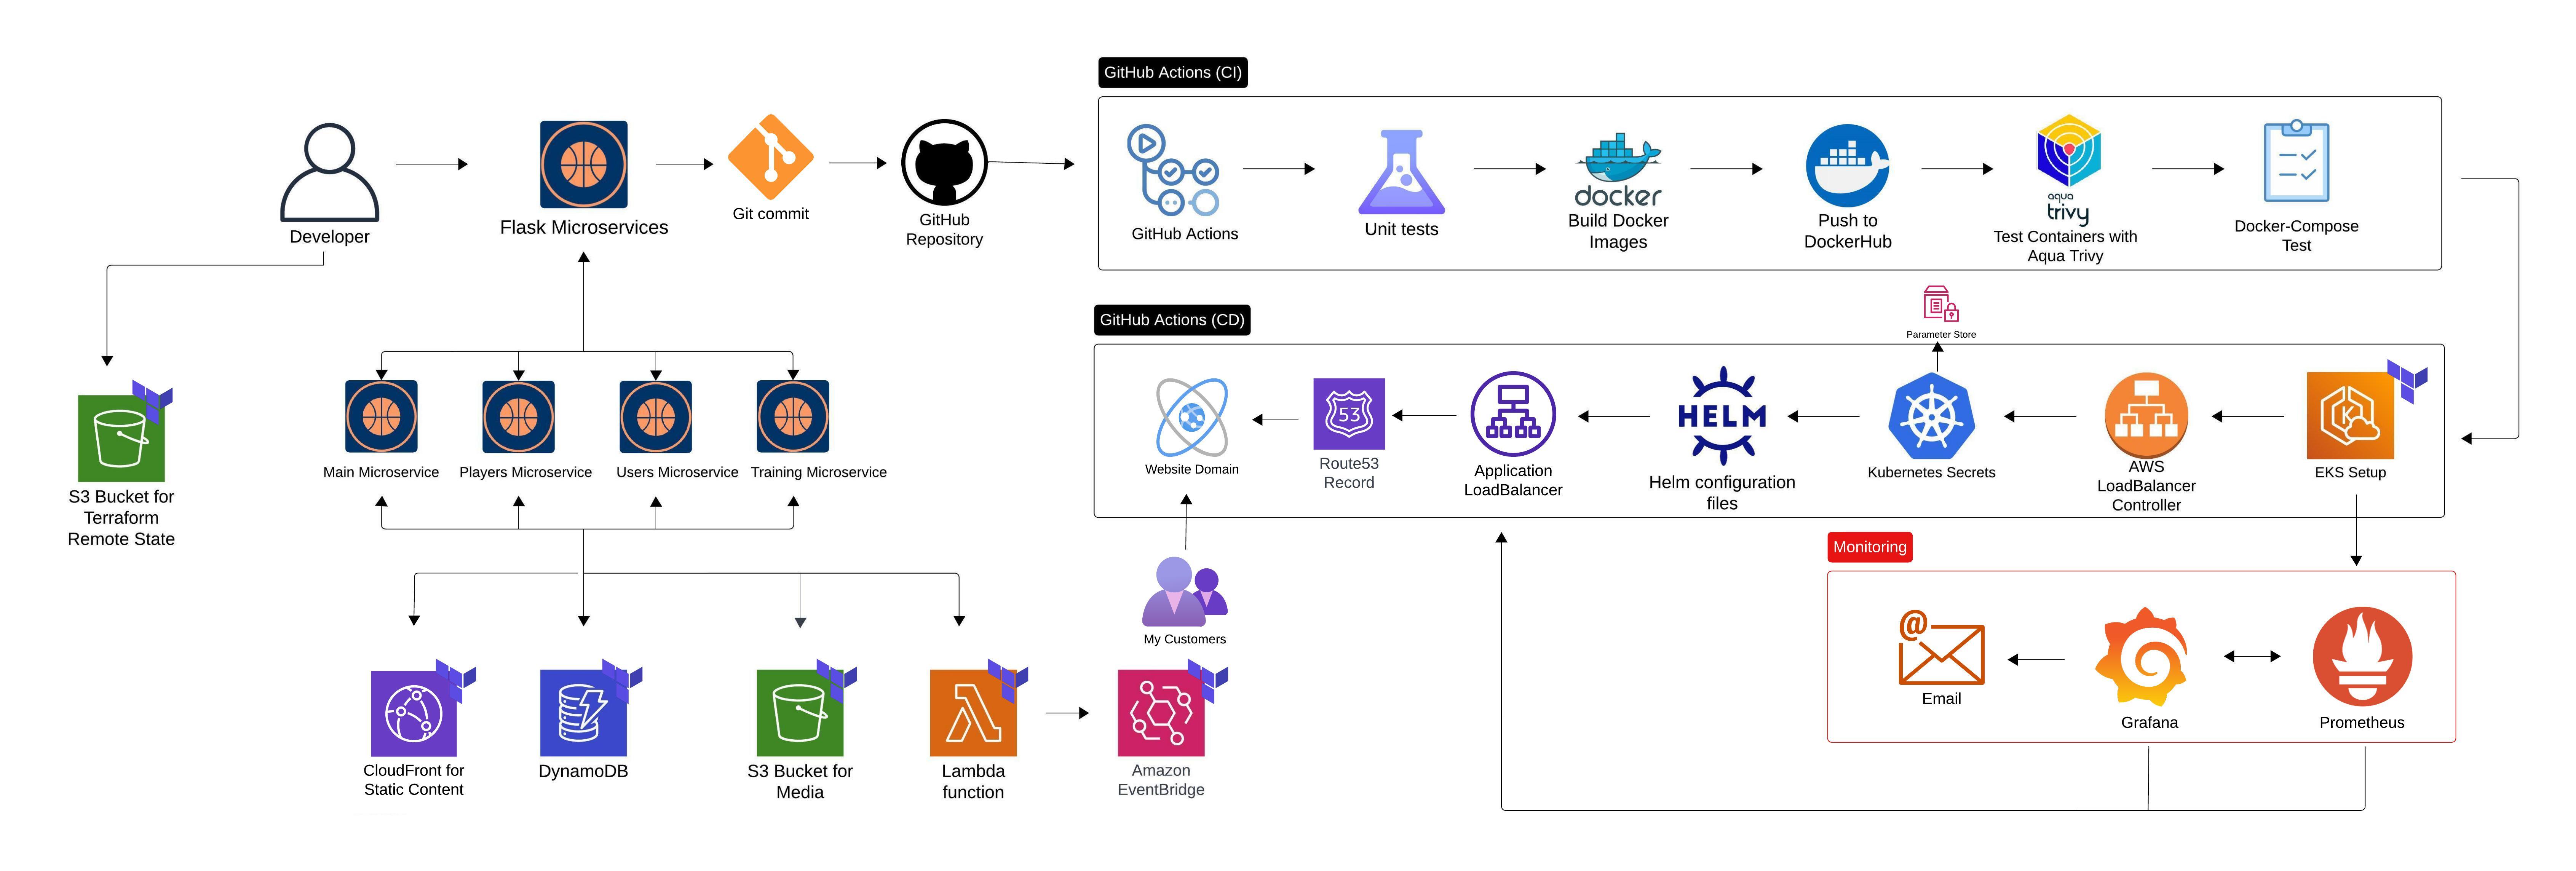 GitHub Actions (CI)
Developer
Flask Microservices
Git commit
GitHub
Repository
GitHub Actions
Unit tests
docker
Build Docker
Images
Push to
DockerHub
aqua
trivy
Test Containers with
Aqua Trivy
Docker-Compose
Test
Parameter Store
GitHub Actions (CD)
S3 Bucket for
Terraform
Remote State
Main Microservice
Players Microservice
Users Microservice
Training Microservice
Website Domain
53
Route53
Record
Application
LoadBalancer
HELM
Helm configuration
files
Kubernetes Secrets
AWS
LoadBalancer
Controller
K
EKS Setup
My Customers
Monitoring
@
Email
Grafana
Prometheus
CloudFront for
Static Content
DynamoDB
S3 Bucket for
Media
Lambda
function
Amazon
EventBridge